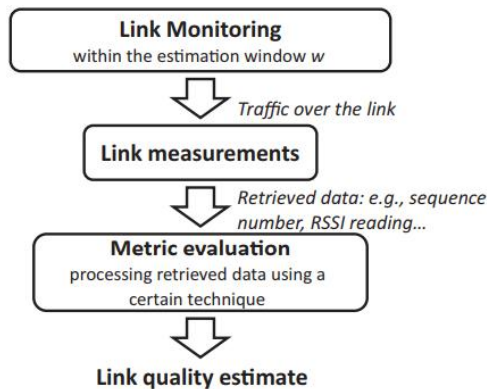 Link Monitoring
within the estimation window w
Traffic over the link
Link measurements
Retrieved data: e.g., sequence
number, RSSI reading...
Metric evaluation
processing retrieved data using a
certain technique
Link quality estimate